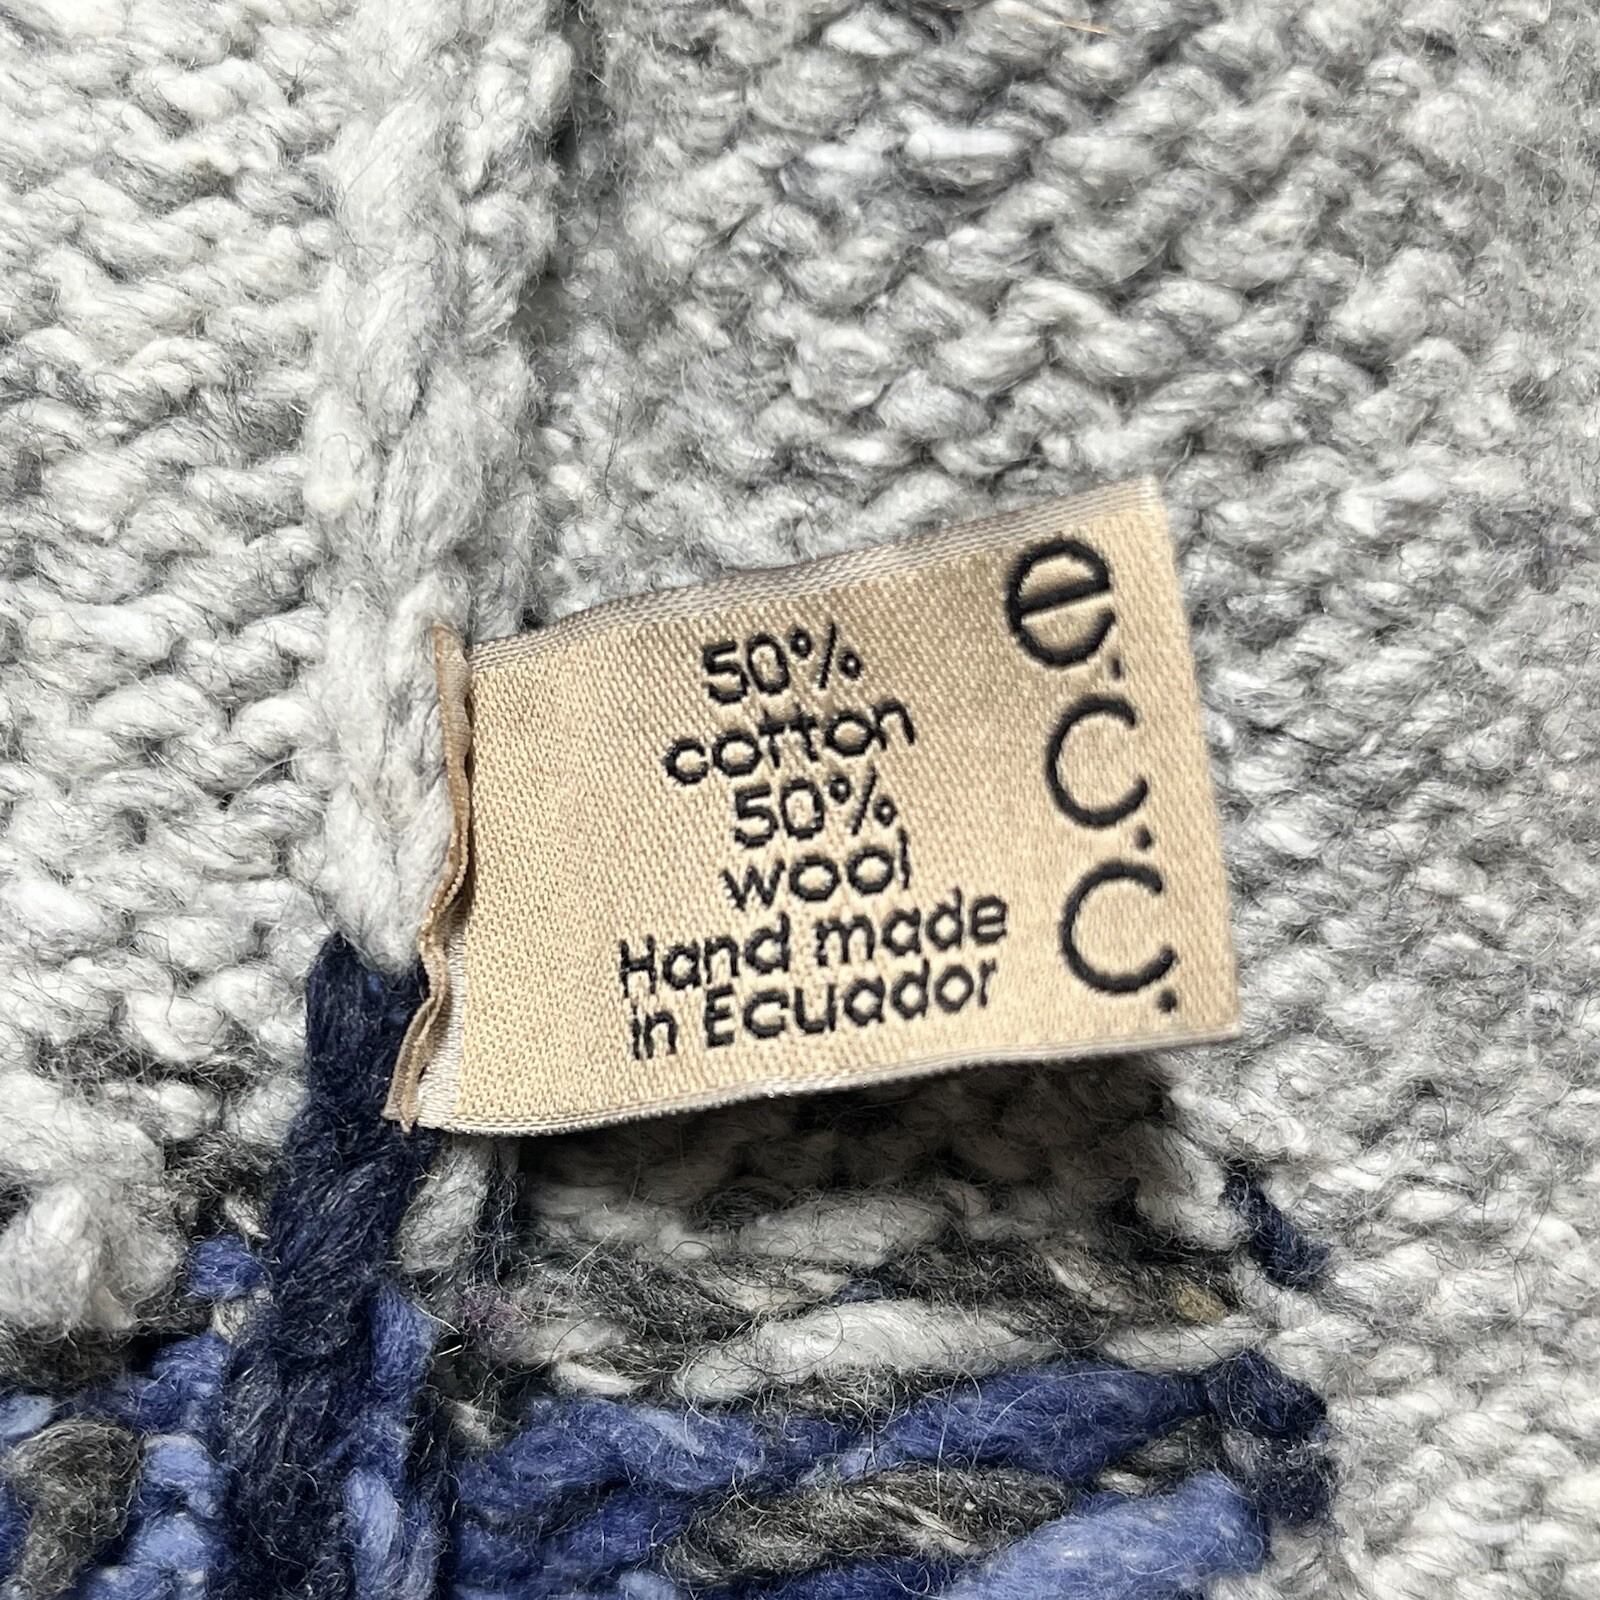 50%
cotton
50%
wool
Hand made
in Ecuador
e.c.c.